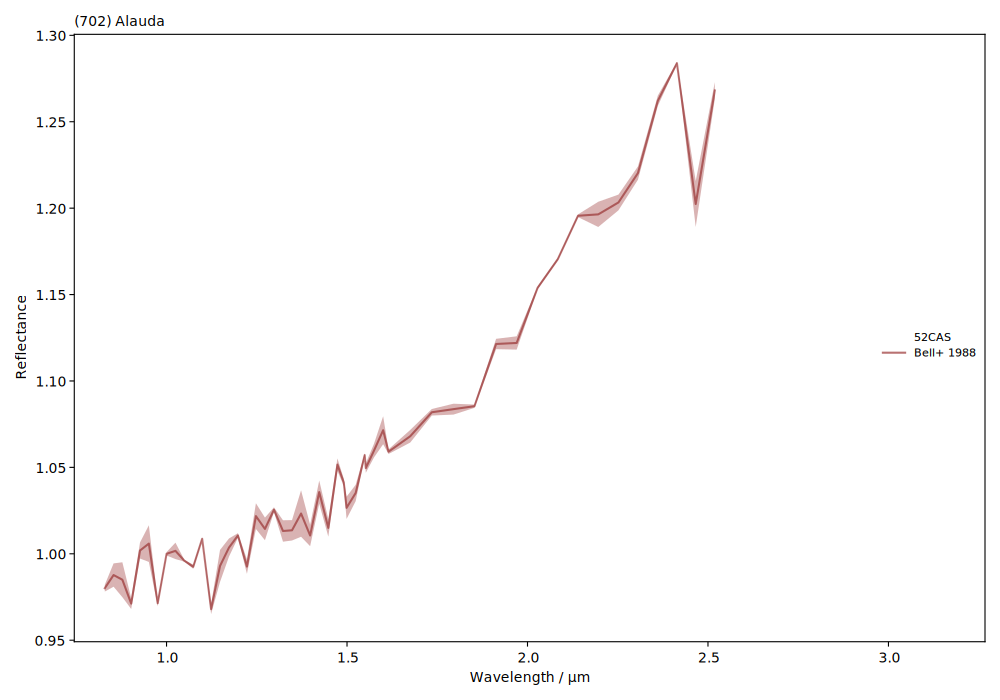 (702) Alauda
1.30
1.25
1.20
1.15
1.10
1.05
1.00
0.95
Reflectance
52CAS
Bell+ 1988
1.0 1.5 2.0 2.5 3.0
Wavelength / μm